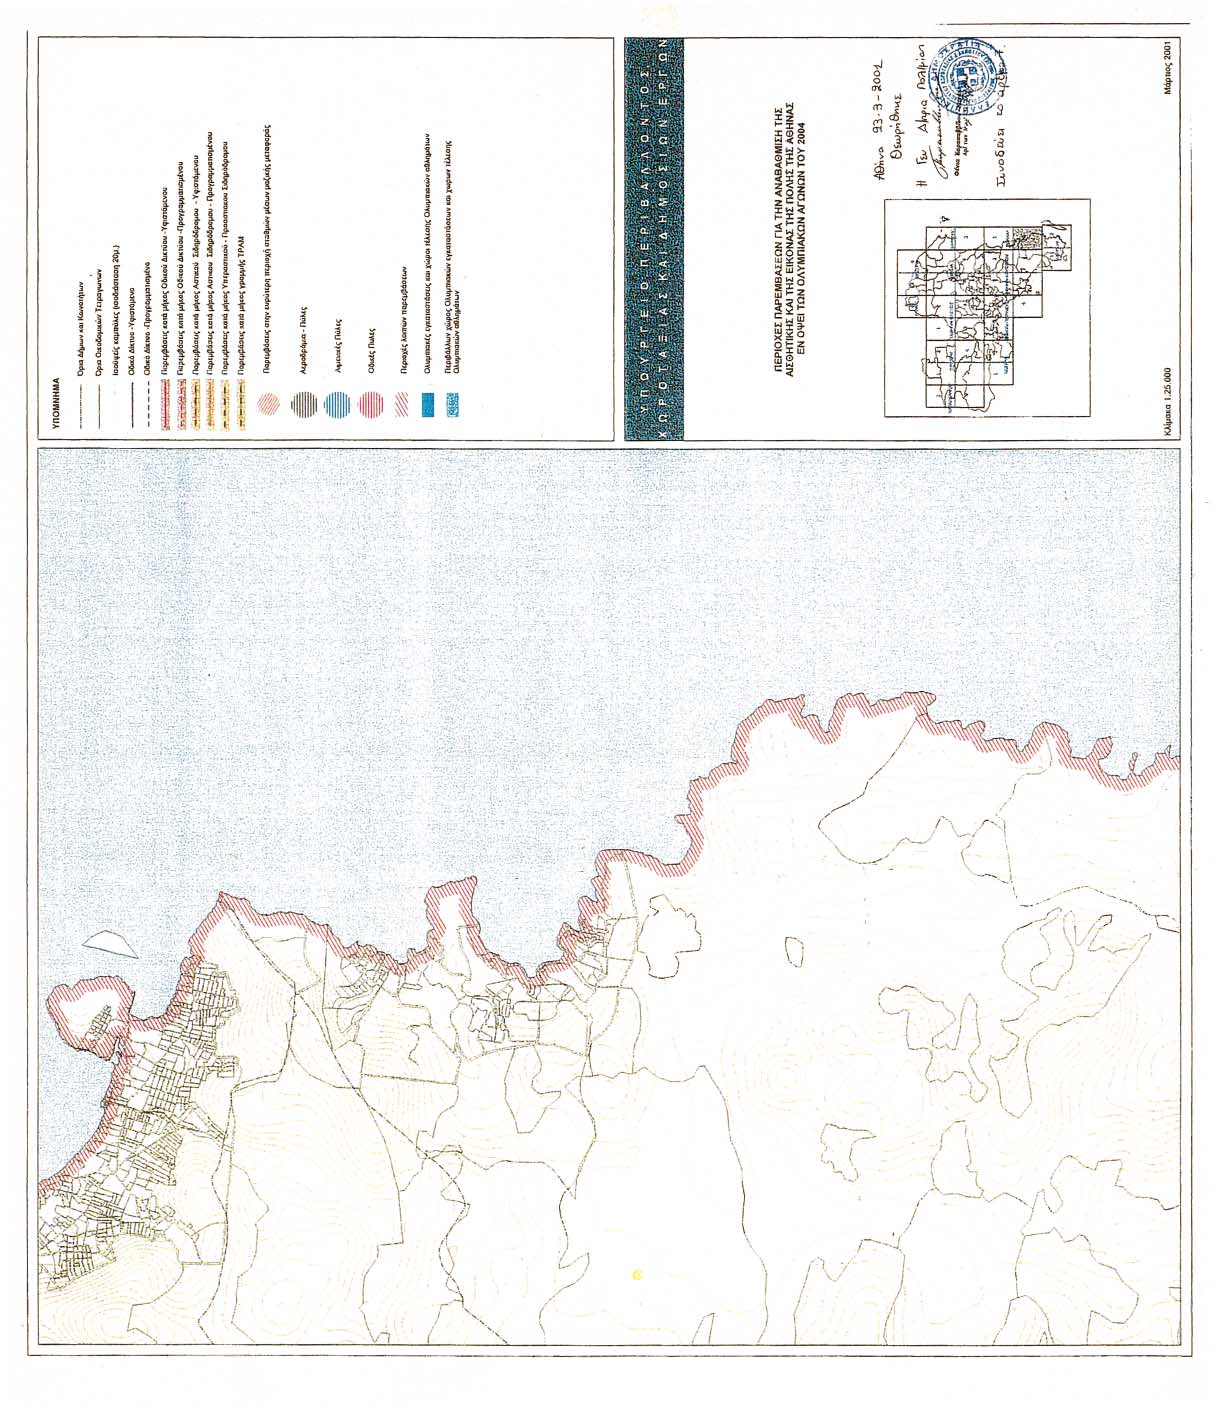 ΥΠΟΜΝΗΜΑ
Όρια Δήμων και Κοινοτήτων
Όρια Οικοδομικών Τετραγώνων
Ισοϋψείς καμπύλες (ισοδιάσταση 20μ.)
Οδικό Δίκτυο -Υφιστάμενο
Οδικό Δίκτυο -Προγραμματισμένο
Παρεμβάσεις κατά μήκος Οδικού Δικτύου -Υφιστάμενου
Παρεμβάσεις κατά μήκος Οδικού Δικτύου -Προγραμματισμένου
Παρεμβάσεις κατά μήκος Αστικού Σιδηρόδρομου - Υφιστάμενου
Παρεμβάσεις κατά μήκος Αστικού Σιδηρόδρομου - Προγραμματισμένου
Παρεμβάσεις κατά μήκος Υπεραστικού - Προαστιακού Σιδηρόδρομου
Παρεμβάσεις κατά μήκος γραμμής ΤΡΑΜ
Παρεμβάσεις στην ευρύτερη περιοχή σταθμών μέσων μαζικής μεταφοράς
Αεροδρόμια - Πύλες
Λιμενικές Πύλες
Οδικές Πύλες
Περιοχές λοιπών παρεμβάσεων
Ολυμπιακές εγκαταστάσεις και χώροι τέλεσης Ολυμπιακών αθλημάτων
Περιβάλλων χώρος Ολυμπιακών εγκαταστάσεων και χώρων τέλεσης
Ολυμπιακών αθλημάτων
ΥΠΟΥΡΓΕΙΟ ΠΕΡΙΒΑΛΛΟΝΤΟΣ,
ΧΩΡΟΤΑΞΙΑΣ ΚΑΙ ΔΗΜΟΣΙΩΝ ΕΡΓΩΝ
ΠΕΡΙΟΧΕΣ ΠΑΡΕΜΒΑΣΕΩΝ ΓΙΑ ΤΗΝ ΑΝΑΒΑΘΜΙΣΗ ΤΗΣ
ΑΙΣΘΗΤΙΚΗΣ ΚΑΙ ΤΗΣ ΕΙΚΟΝΑΣ ΤΗΣ ΠΟΛΗΣ ΤΗΣ ΑΘΗΝΑΣ
ΕΝ ΟΨΕΙ ΤΩΝ ΟΛΥΜΠΙΑΚΩΝ ΑΓΩΝΩΝ ΤΟΥ 2004
Αθήνα 23-3-2001
Θεωρήθηκε
Η Γεν
Συνοδεύει το
Κλίμακα 1:25.000
Μάρτιος 2001